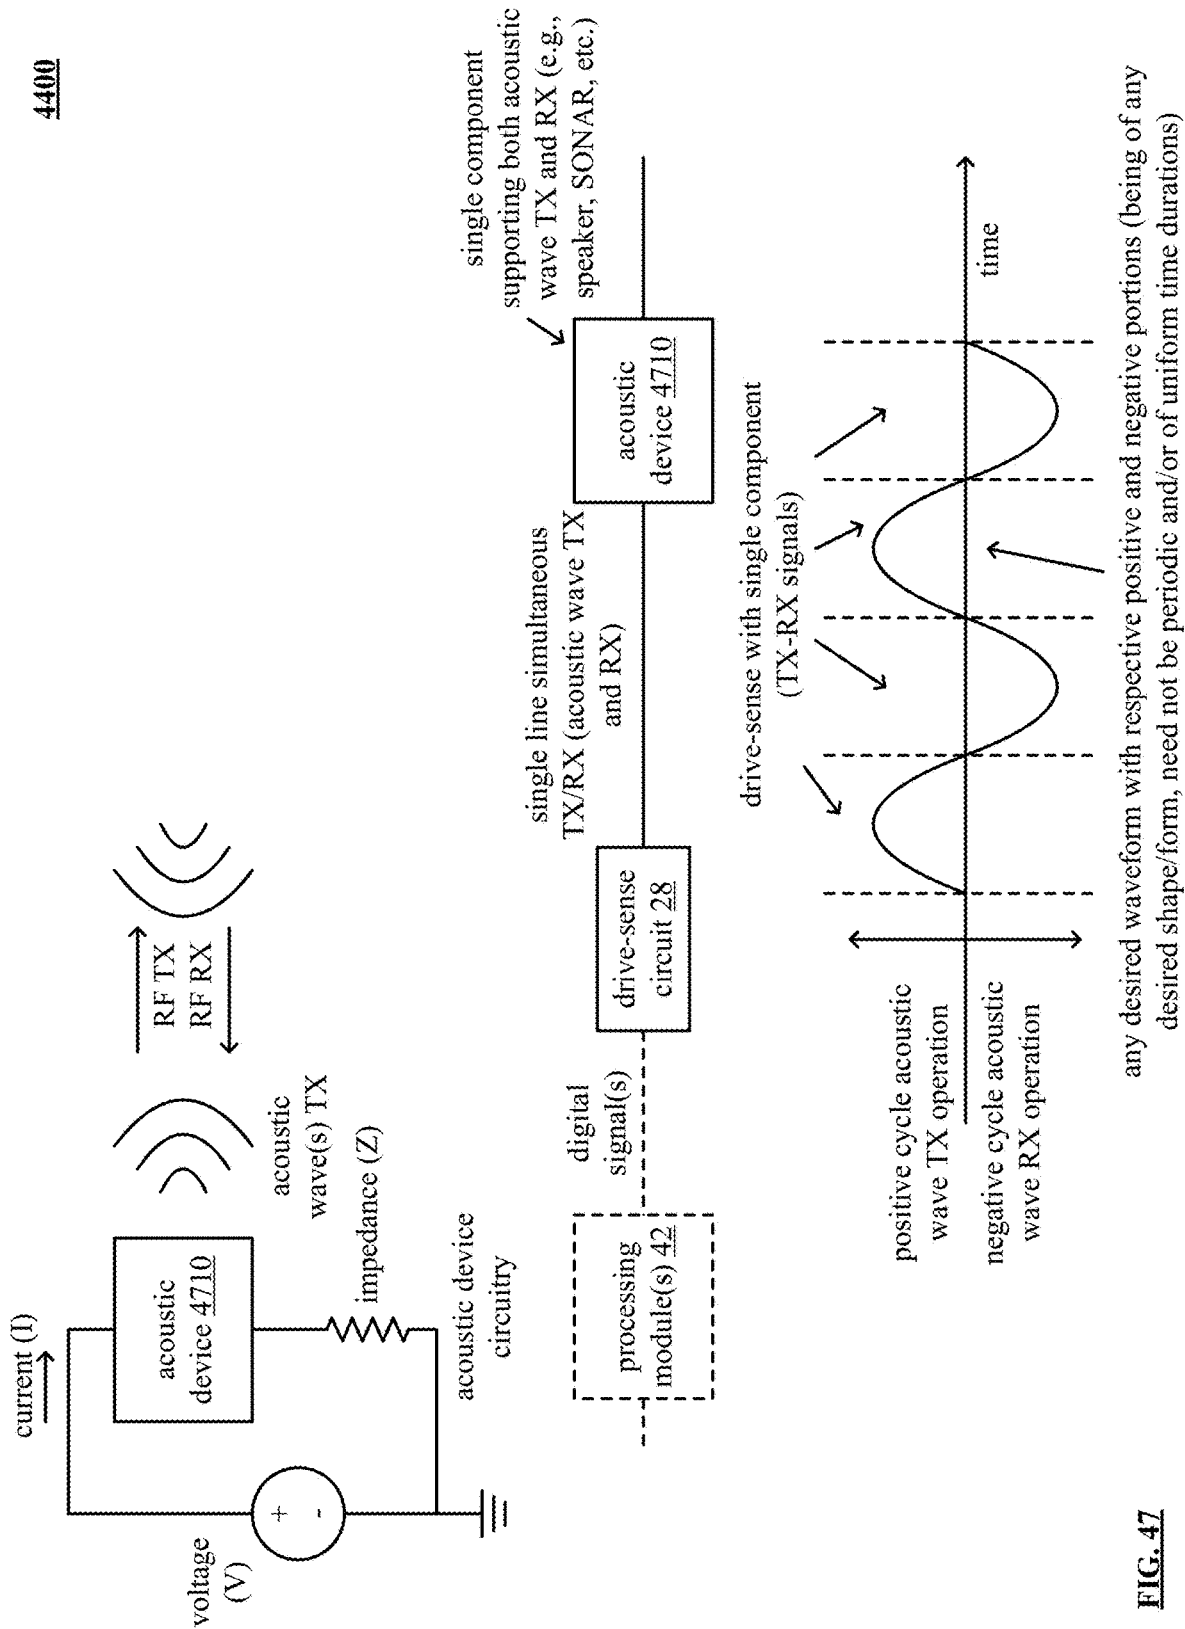 4400
current (I)
voltage
(V)
acoustic
device 4710
impedance (Z)
acoustic device
circuitry
acoustic
wave(s) TX
RF TX
RF RX
processing
module(s) 42
digital
signal(s)
drive-sense
circuit 28
single line simultaneous
TX/RX (acoustic wave TX
and RX)
acoustic
device 4710
single component
supporting both acoustic
wave TX and RX (e.g.,
speaker, SONAR, etc.)
drive-sense with single component
(TX-RX signals)
positive cycle acoustic
wave TX operation
negative cycle acoustic
wave RX operation
time
any desired waveform with respective positive and negative portions (being of any
desired shape/form, need not be periodic and/or of uniform time durations)
+
-
FIG. 47